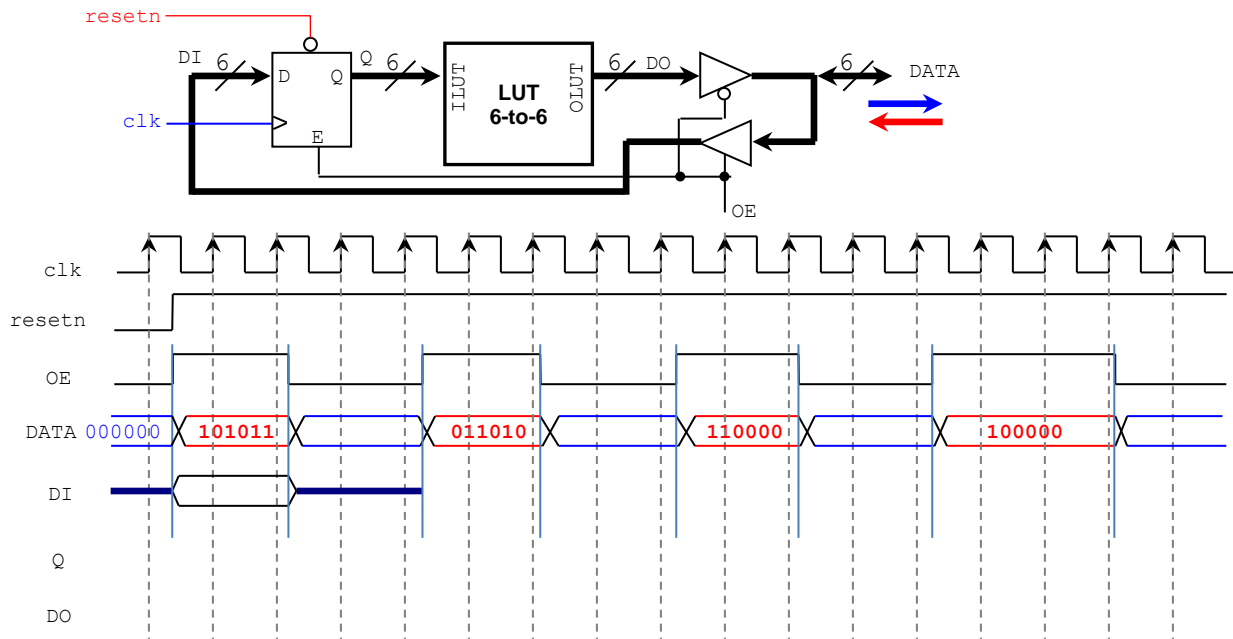 resetn
DI 6 D Q Q 6 ILUT LUT 6-to-6 OLUT 6 DO 6 DATA
clk
E
OE
clk
resetn
OE
DATA 000000 101011 011010 110000 100000
DI
Q
DO